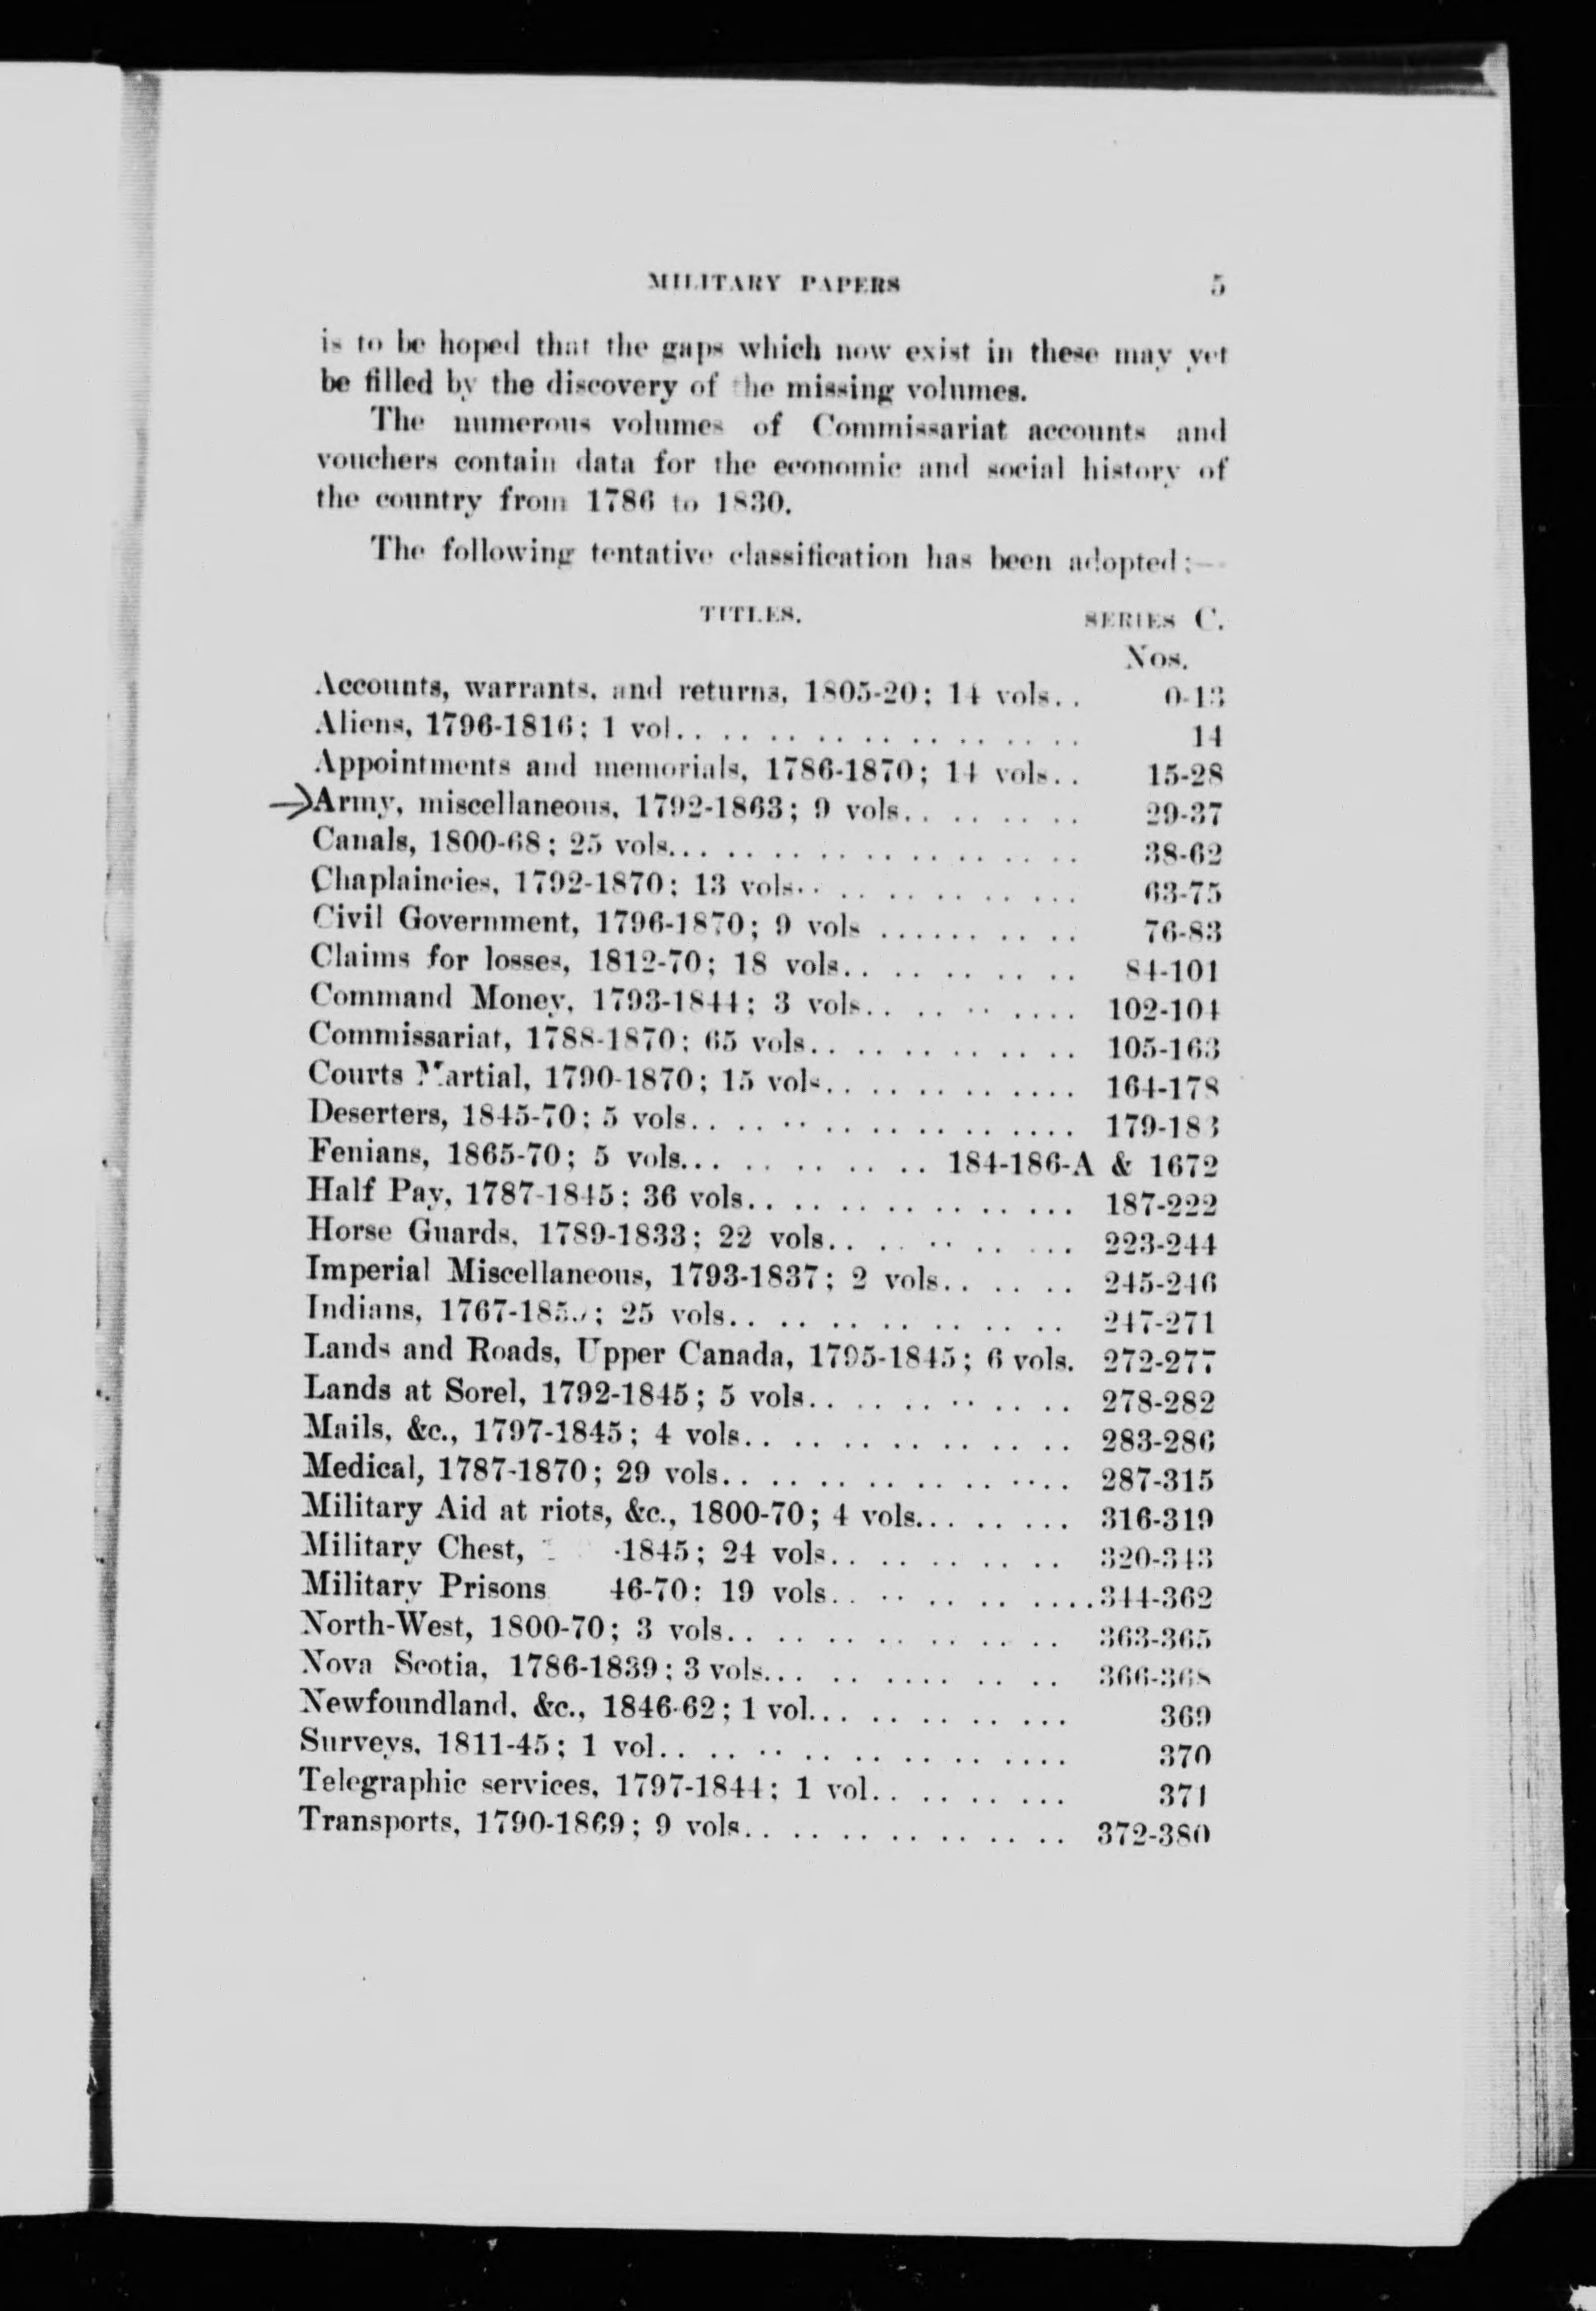 MILITARY PAPERS 5
is to be hoped that the gaps which now exist in these may yet
be filled by the discovery of the missing volumes.
The numerous volumes of Commissariat accounts and
vouchers contain data for the economic and social history of
the country from 1786 to 1830.
The following tentative classification has been adopted:—
TITLES. SERIES C.
Nos.
Accounts, warrants, and returns, 1805-20; 14 vols.. 0-13
Aliens, 1796-1816; 1 vol.................. 14
Appointments and memorials, 1786-1870; 14 vols.. 15-28
Army, miscellaneous, 1792-1863; 9 vols........ 29-37
Canals, 1800-68; 25 vols................... 38-62
Chaplaincies, 1792-1870; 13 vols............. 63-75
Civil Government, 1796-1870; 9 vols .......... 76-83
Claims for losses, 1812-70; 18 vols........... 84-101
Command Money, 1793-1844; 3 vols.......... 102-104
Commissariat, 1788-1870; 65 vols............ 105-163
Courts Martial, 1790-1870; 15 vols............ 164-178
Deserters, 1845-70; 5 vols.................. 179-183
Fenians, 1865-70; 5 vols............ 184-186-A & 1672
Half Pay, 1787-1845; 36 vols............... 187-222
Horse Guards, 1789-1833; 22 vols........... 223-244
Imperial Miscellaneous, 1793-1837; 2 vols...... 245-246
Indians, 1767-185 ; 25 vols............... 247-271
Lands and Roads, Upper Canada, 1795-1845; 6 vols. 272-277
Lands at Sorel, 1792-1845; 5 vols............ 278-282
Mails, &c., 1797-1845; 4 vols............... 283-286
Medical, 1787-1870; 29 vols................ 287-315
Military Aid at riots, &c., 1800-70; 4 vols......... 316-319
Military Chest, -1845; 24 vols........... 320-343
Military Prisons 46-70; 19 vols............344-362
North-West, 1800-70; 3 vols............... 363-365
Nova Scotia, 1786-1839; 3 vols.............. 366-368
Newfoundland, &c., 1846-62; 1 vol............ 369
Surveys, 1811-45; 1 vol.................. 370
Telegraphic services, 1797-1844; 1 vol......... 371
Transports, 1790-1869; 9 vols............... 372-380